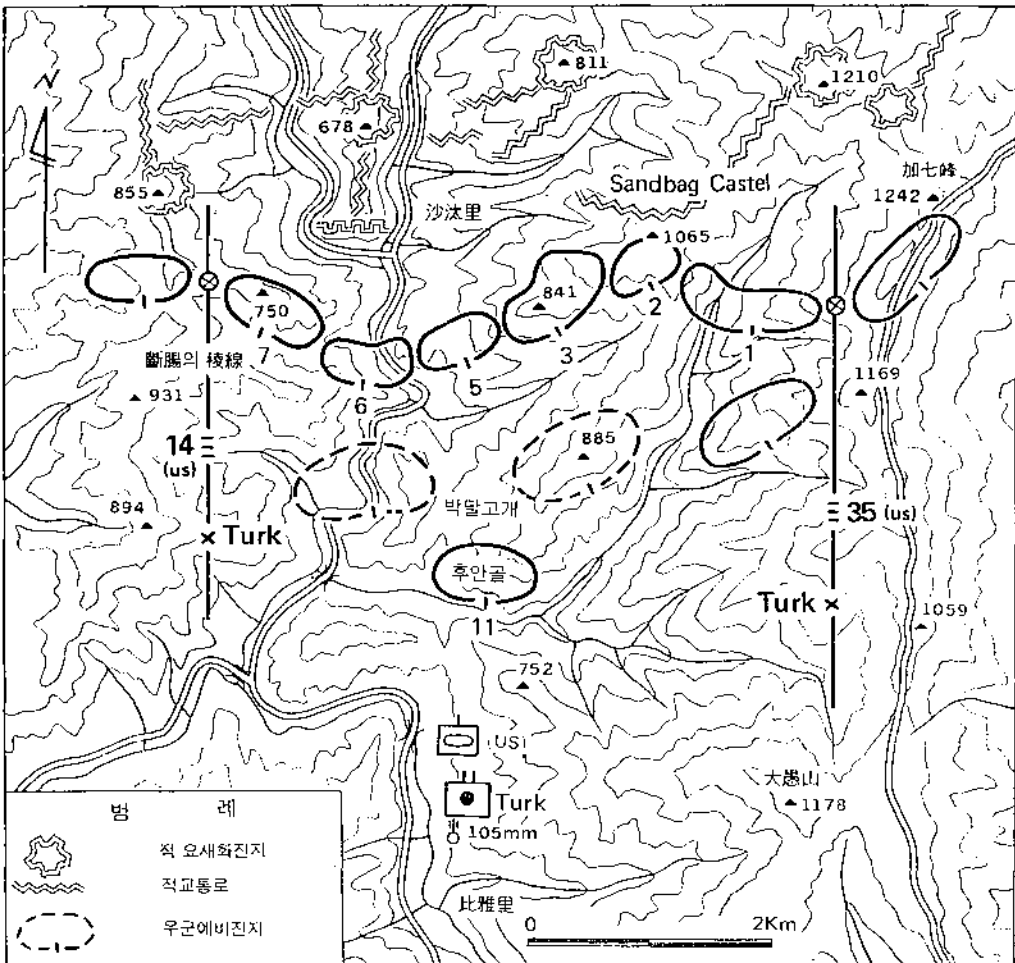 N
811
1210
678
855
沙汰里
Sandbag Castel
加七峰
1242
1065
750
841
2
7
3
1
5
6
斷腸의 稜線
931
1169
14
(us)
885
894
박달고개
35 (us)
Turk
후안골
Turk
11
1059
752
(US)
大愚山
1178
Turk
105mm
범 례
적 요새화진지
적교통로
우군예비진지
比雅里
0 2Km